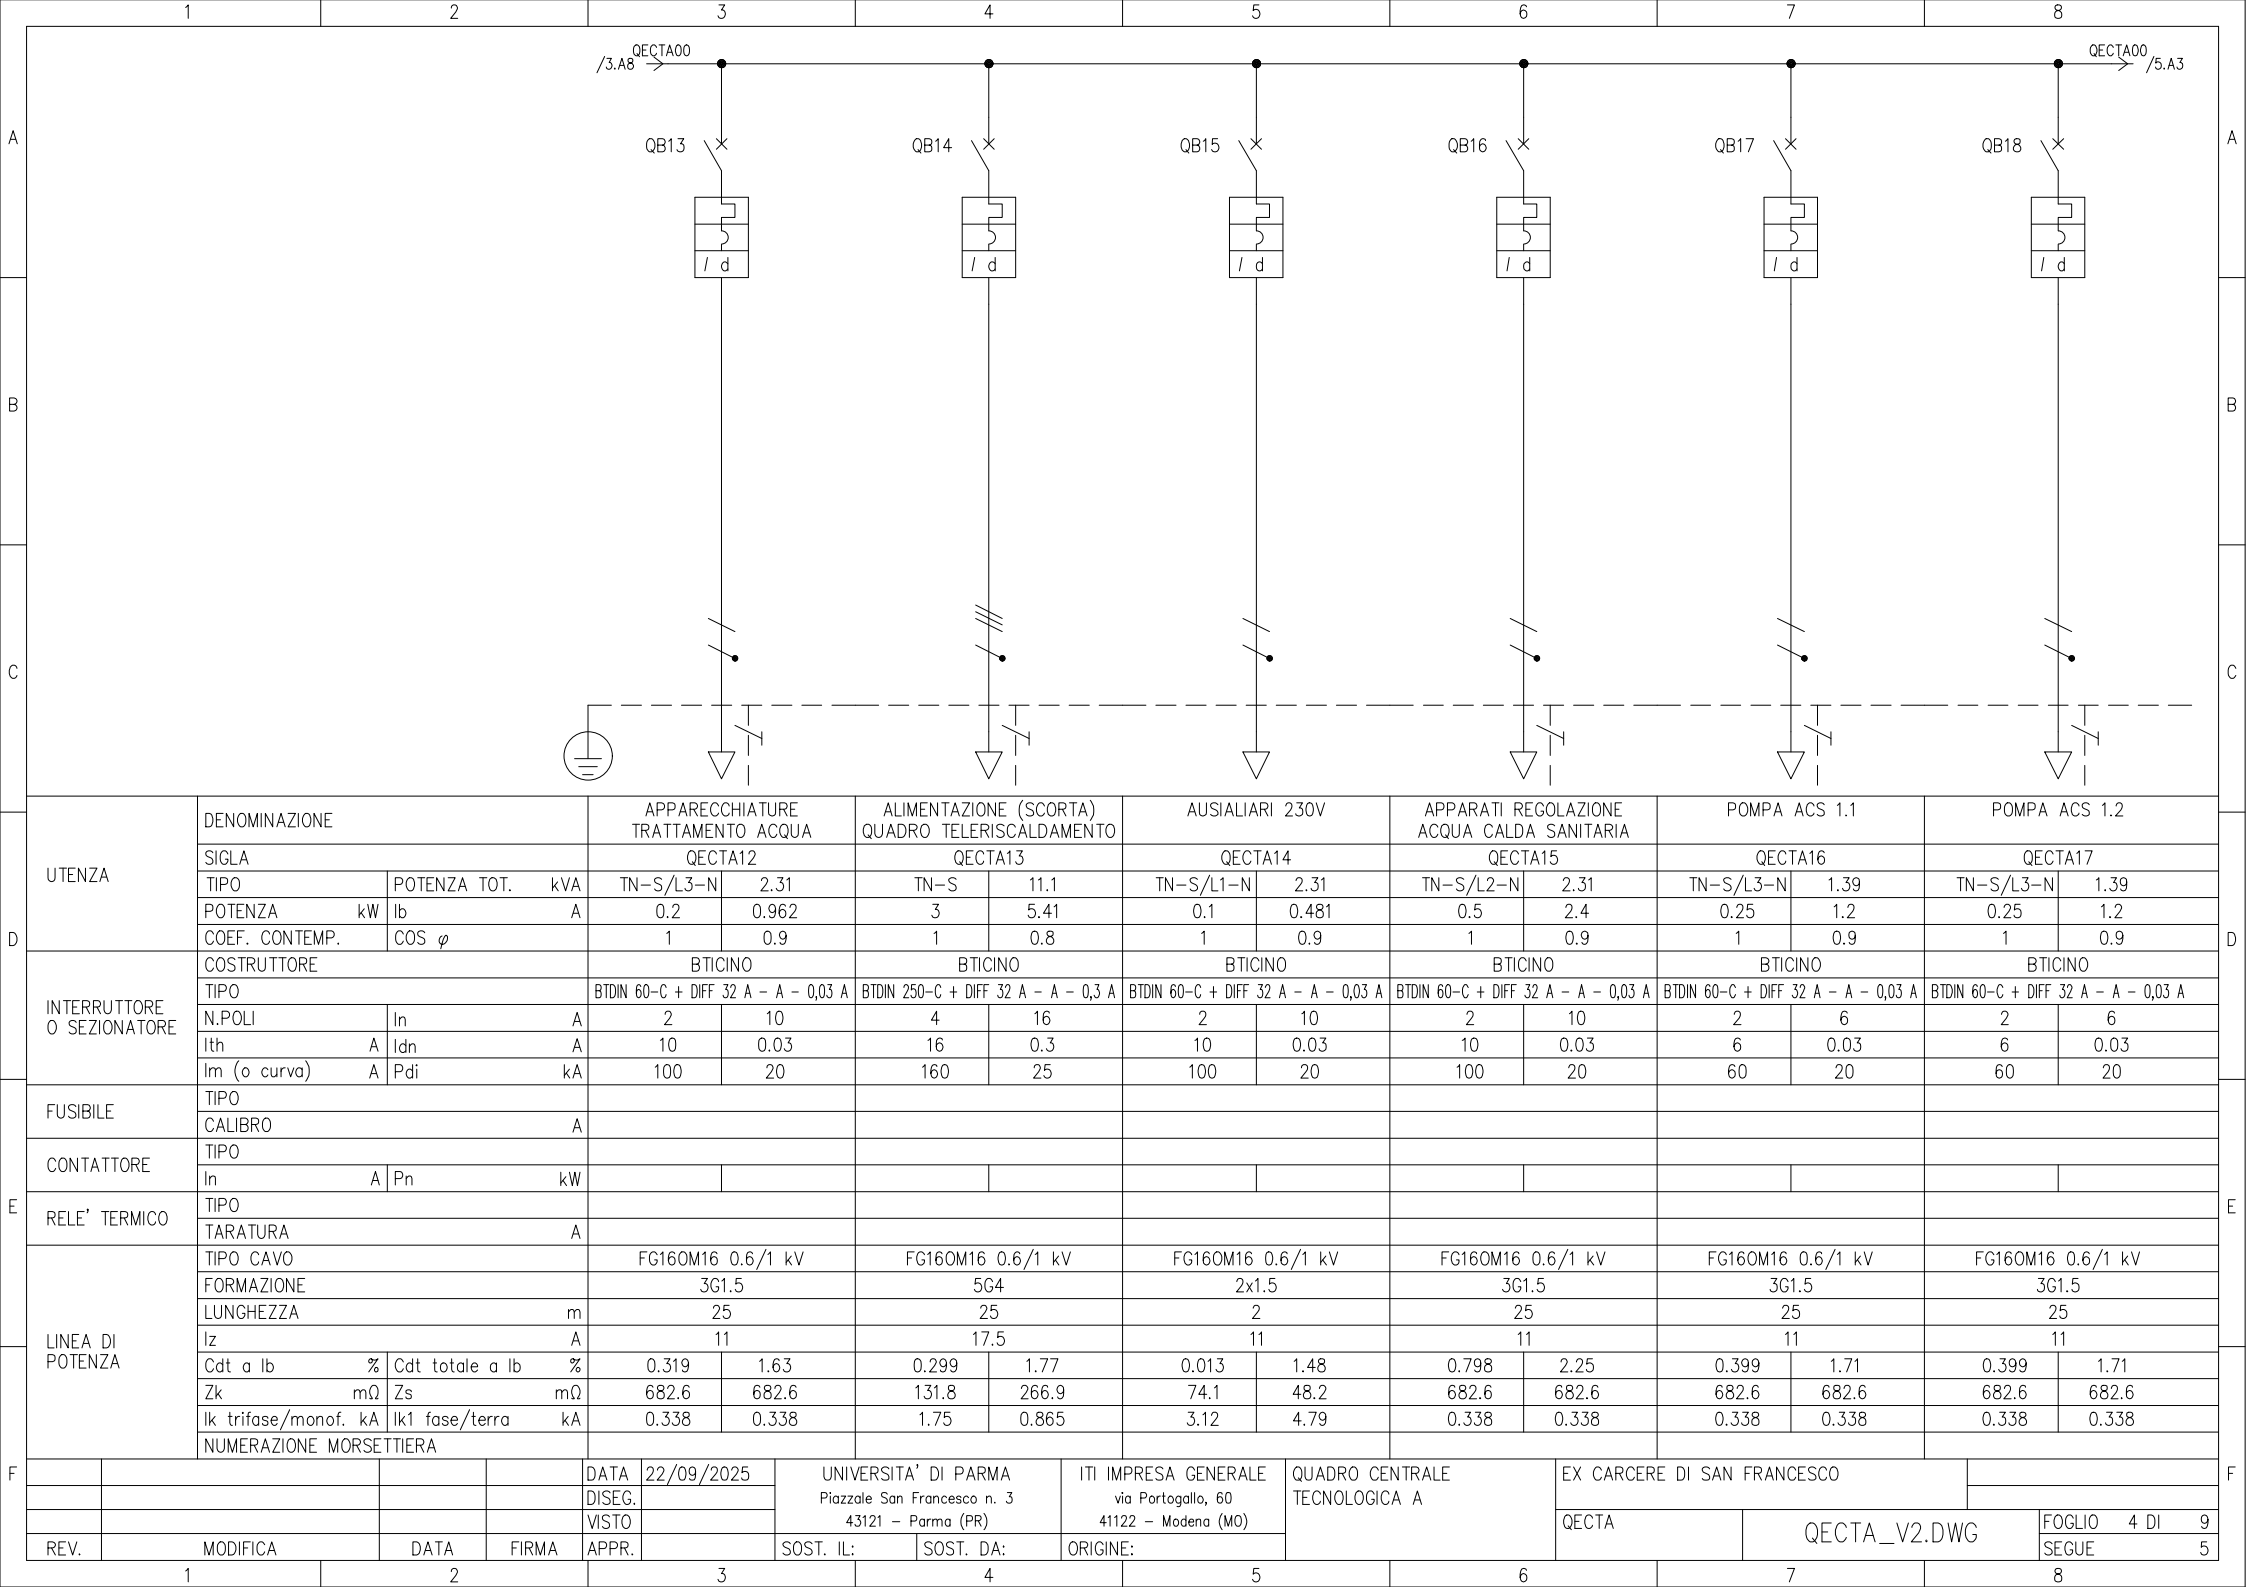 1 2 3 4 5 6 7 8
QECTA00 QECTA00
/3.A8 /5.A3
A QB13 QB14 QB15 QB16 QB17 QB18 A
I d I d I d I d I d I d
B B
C C
UTENZA
DENOMINAZIONE APPARECCHIATURE ALIMENTAZIONE (SCORTA) AUSIALIARI 230V APPARATI REGOLAZIONE POMPA ACS 1.1 POMPA ACS 1.2
TRATTAMENTO ACQUA QUADRO TELERISCALDAMENTO ACQUA CALDA SANITARIA
SIGLA QECTA12 QECTA13 QECTA14 QECTA15 QECTA16 QECTA17
TIPO POTENZA TOT. kVA TN-S/L3-N 2.31 TN-S 11.1 TN-S/L1-N 2.31 TN-S/L2-N 2.31 TN-S/L3-N 1.39 TN-S/L3-N 1.39
POTENZA kW Ib A 0.2 0.962 3 5.41 0.1 0.481 0.5 2.4 0.25 1.2 0.25 1.2
D COEF. CONTEMP. COS φ 1 0.9 1 0.8 1 0.9 1 0.9 1 0.9 1 0.9 D
INTERRUTTORE
O SEZIONATORE
COSTRUTTORE BTICINO BTICINO BTICINO BTICINO BTICINO BTICINO
TIPO BTDIN 60-C + DIFF 32 A - A - 0,03 A BTDIN 250-C + DIFF 32 A - A - 0,3 A BTDIN 60-C + DIFF 32 A - A - 0,03 A BTDIN 60-C + DIFF 32 A - A - 0,03 A BTDIN 60-C + DIFF 32 A - A - 0,03 A BTDIN 60-C + DIFF 32 A - A - 0,03 A
N.POLI In A 2 10 4 16 2 10 2 10 2 6 2 6
Ith A Idn A 10 0.03 16 0.3 10 0.03 10 0.03 6 0.03 6 0.03
Im (o curva) A Pdi kA 100 20 160 25 100 20 100 20 60 20 60 20
FUSIBILE
TIPO
CALIBRO A
CONTATTORE
TIPO
In A Pn kW
E RELE' TERMICO E
TIPO
TARATURA A
LINEA DI
POTENZA
TIPO CAVO FG16OM16 0.6/1 kV FG16OM16 0.6/1 kV FG16OM16 0.6/1 kV FG16OM16 0.6/1 kV FG16OM16 0.6/1 kV FG16OM16 0.6/1 kV
FORMAZIONE 3G1.5 5G4 2x1.5 3G1.5 3G1.5 3G1.5
LUNGHEZZA m 25 25 2 25 25 25
Iz A 11 17.5 11 11 11 11
Cdt a Ib % Cdt totale a Ib % 0.319 1.63 0.299 1.77 0.013 1.48 0.798 2.25 0.399 1.71 0.399 1.71
Zk mΩ Zs mΩ 682.6 682.6 131.8 266.9 74.1 48.2 682.6 682.6 682.6 682.6 682.6 682.6
Ik trifase/monof. kA Ik1 fase/terra kA 0.338 0.338 1.75 0.865 3.12 4.79 0.338 0.338 0.338 0.338 0.338 0.338
NUMERAZIONE MORSETTIERA
F DATA 22/09/2025 UNIVERSITA' DI PARMA ITI IMPRESA GENERALE QUADRO CENTRALE EX CARCERE DI SAN FRANCESCO F
DISEG. Piazzale San Francesco n. 3 via Portogallo, 60 TECNOLOGICA A
VISTO 43121 - Parma (PR) 41122 - Modena (MO) QECTA QECTA_V2.DWG FOGLIO 4 DI 9
REV. MODIFICA DATA FIRMA APPR. SOST. IL: SOST. DA: ORIGINE: SEGUE 5
1 2 3 4 5 6 7 8